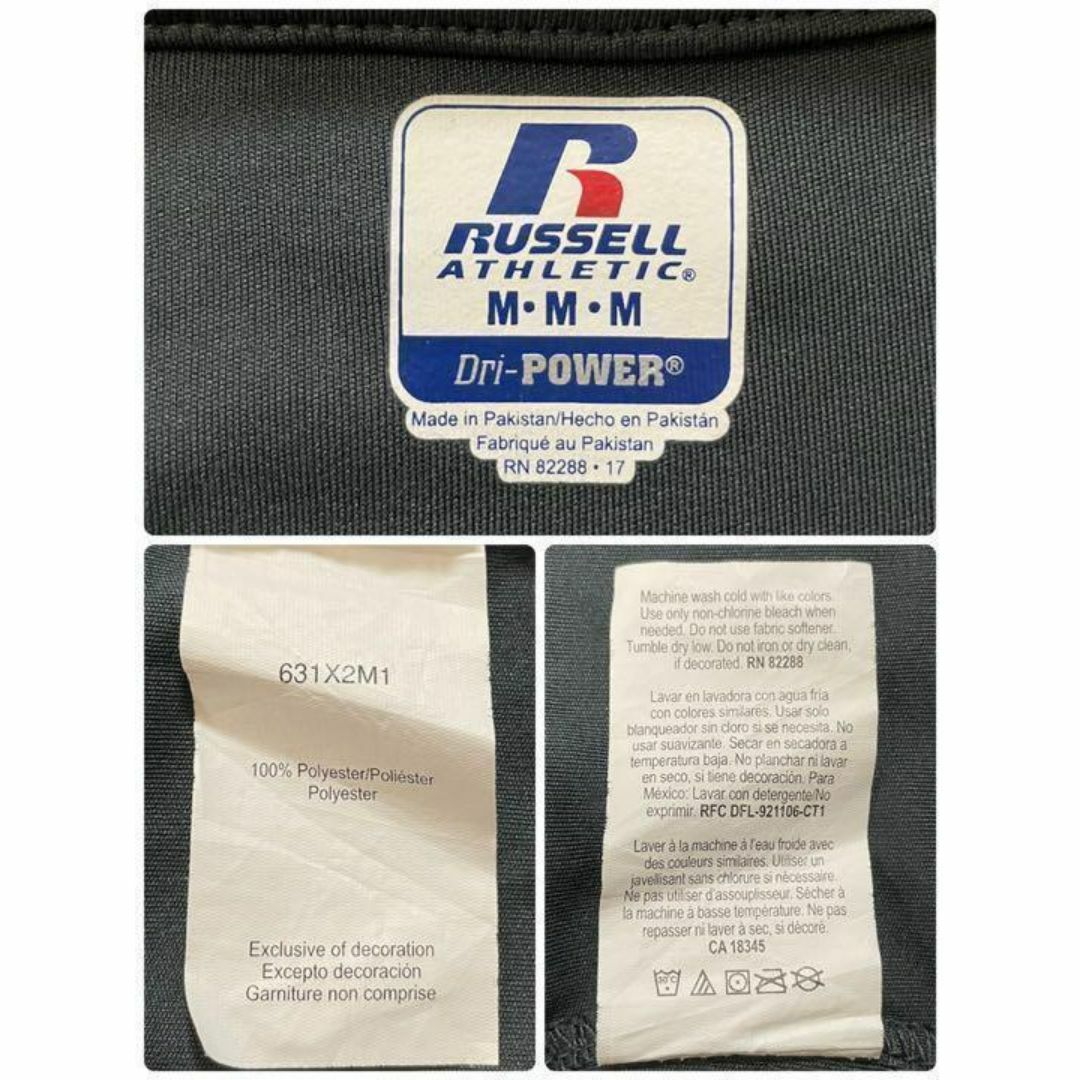 RUSSELL
ATHLETIC®
M•M•M
Dri-POWER®
Made in Pakistan/Hecho en Pakistán
Fabriqué au Pakistan
RN 82288 • 17
631X2M1
100% Polyester/Poliéster
Polyester
Exclusive of decoration
Excepto decoración
Garniture non comprise
Machine wash cold with like colors.
Use only non-chlorine bleach when
needed. Do not use fabric softener.
Tumble dry low. Do not iron or dry clean,
if decorated. RN 82288
Lavar en lavadora con agua fria
con colores similares. Usar solo
blanqueador sin cloro si se necesita. No
usar suavizante. Secar en secadora a
temperatura baja. No planchar ni lavar
en seco, si tiene decoración. Para
México: Lavar con detergente/No
exprimir. RFC DFL-921106-CT1
Laver à la machine à l'eau froide avec
des couleurs similaires. Utiliser un
javellisant sans chlorure si nécessaire.
Ne pas utiliser d'assouplisseur. Sécher à
la machine à basse température. Ne pas
repasser ni laver à sec, si décoré.
CA 18345
30°C